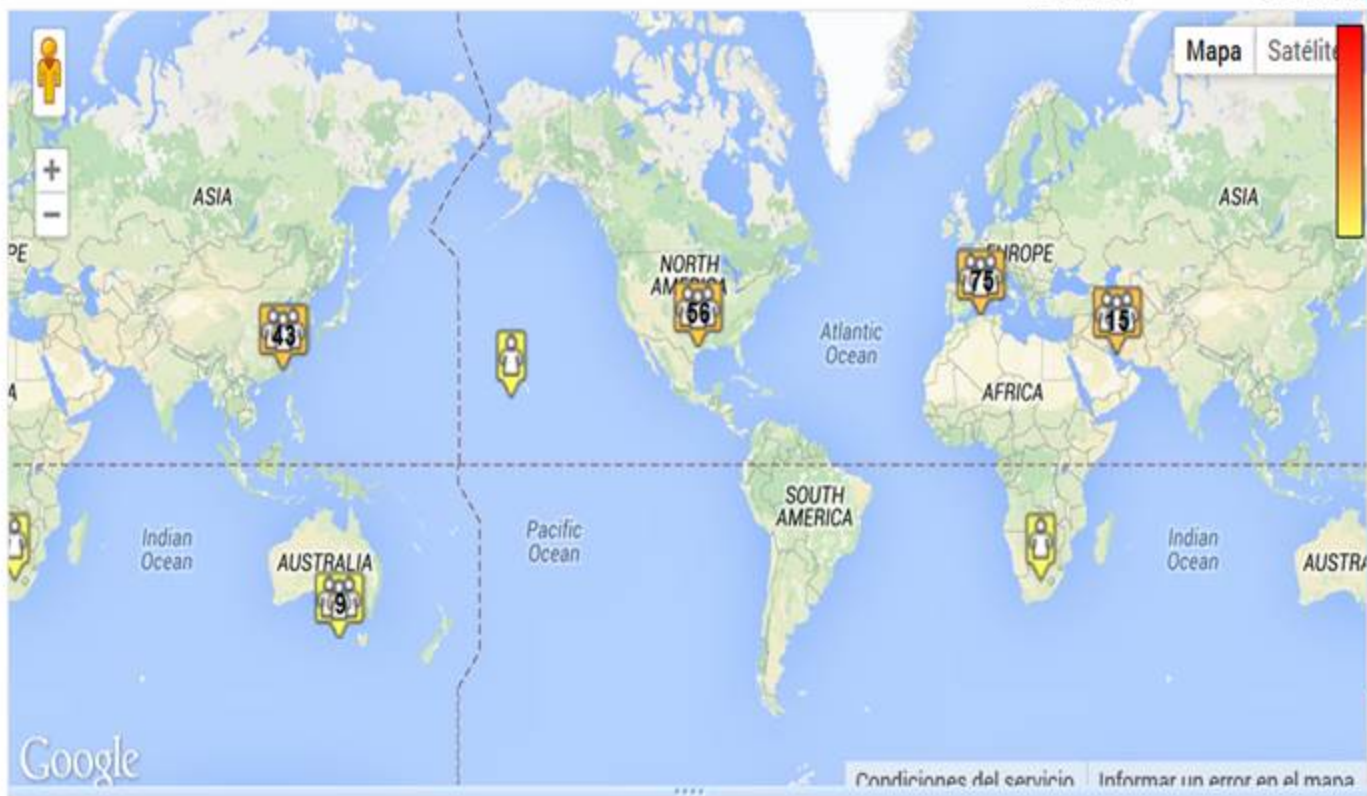 Mapa
Satélite
ASIA
ASIA
PE
EUROPE
NORTH
AMERICA
75
56
15
43
Atlantic
Ocean
A
AFRICA
SOUTH
AMERICA
Indian
Ocean
Pacific
Ocean
Indian
Ocean
AUSTRALIA
AUSTRA
9
Google
Condiciones del servicio
Informar un error en el mapa